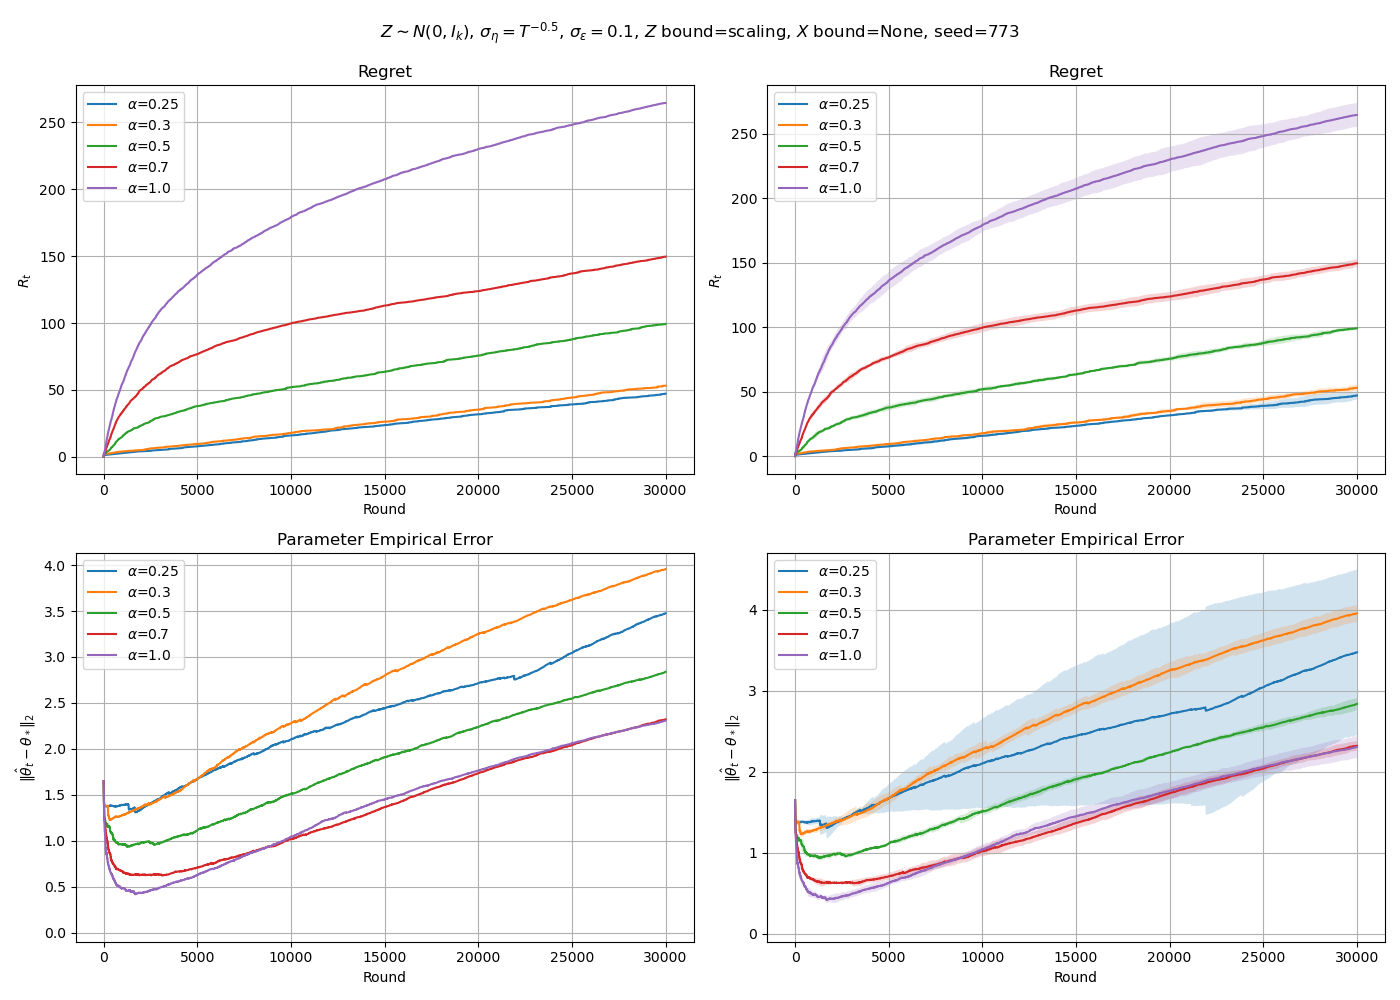 Z ∼ N(0, I_k), σ_η = T^{−0.5}, σ_ε = 0.1, Z bound=scaling, X bound=None, seed=773
Regret
R_t
250
200
150
100
50
0
α=0.25
α=0.3
α=0.5
α=0.7
α=1.0
0 5000 10000 15000 20000 25000 30000
Round
Regret
R_t
250
200
150
100
50
0
α=0.25
α=0.3
α=0.5
α=0.7
α=1.0
0 5000 10000 15000 20000 25000 30000
Round
Parameter Empirical Error
‖θ̂_t − θ_*‖_2
4.0
3.5
3.0
2.5
2.0
1.5
1.0
0.5
0.0
α=0.25
α=0.3
α=0.5
α=0.7
α=1.0
0 5000 10000 15000 20000 25000 30000
Round
Parameter Empirical Error
‖θ̂_t − θ_*‖_2
4
3
2
1
0
α=0.25
α=0.3
α=0.5
α=0.7
α=1.0
0 5000 10000 15000 20000 25000 30000
Round